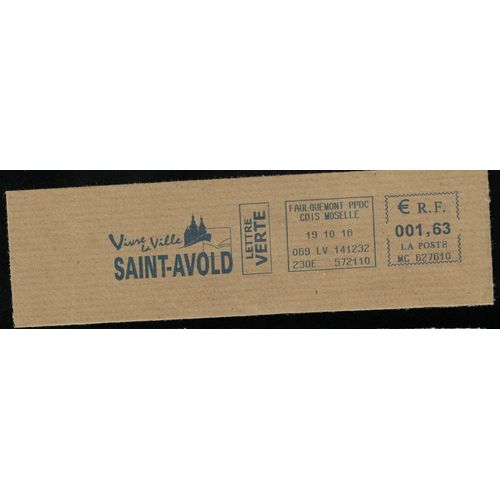 Vivre
la Ville
SAINT-AVOLD
LETTRE
VERTE
FAULQUEMONT PPDC
CDIS MOSELLE
19 10 16
069 LV 141232
230E 572110
€ R.F.
001,63
LA POSTE
MC 627610